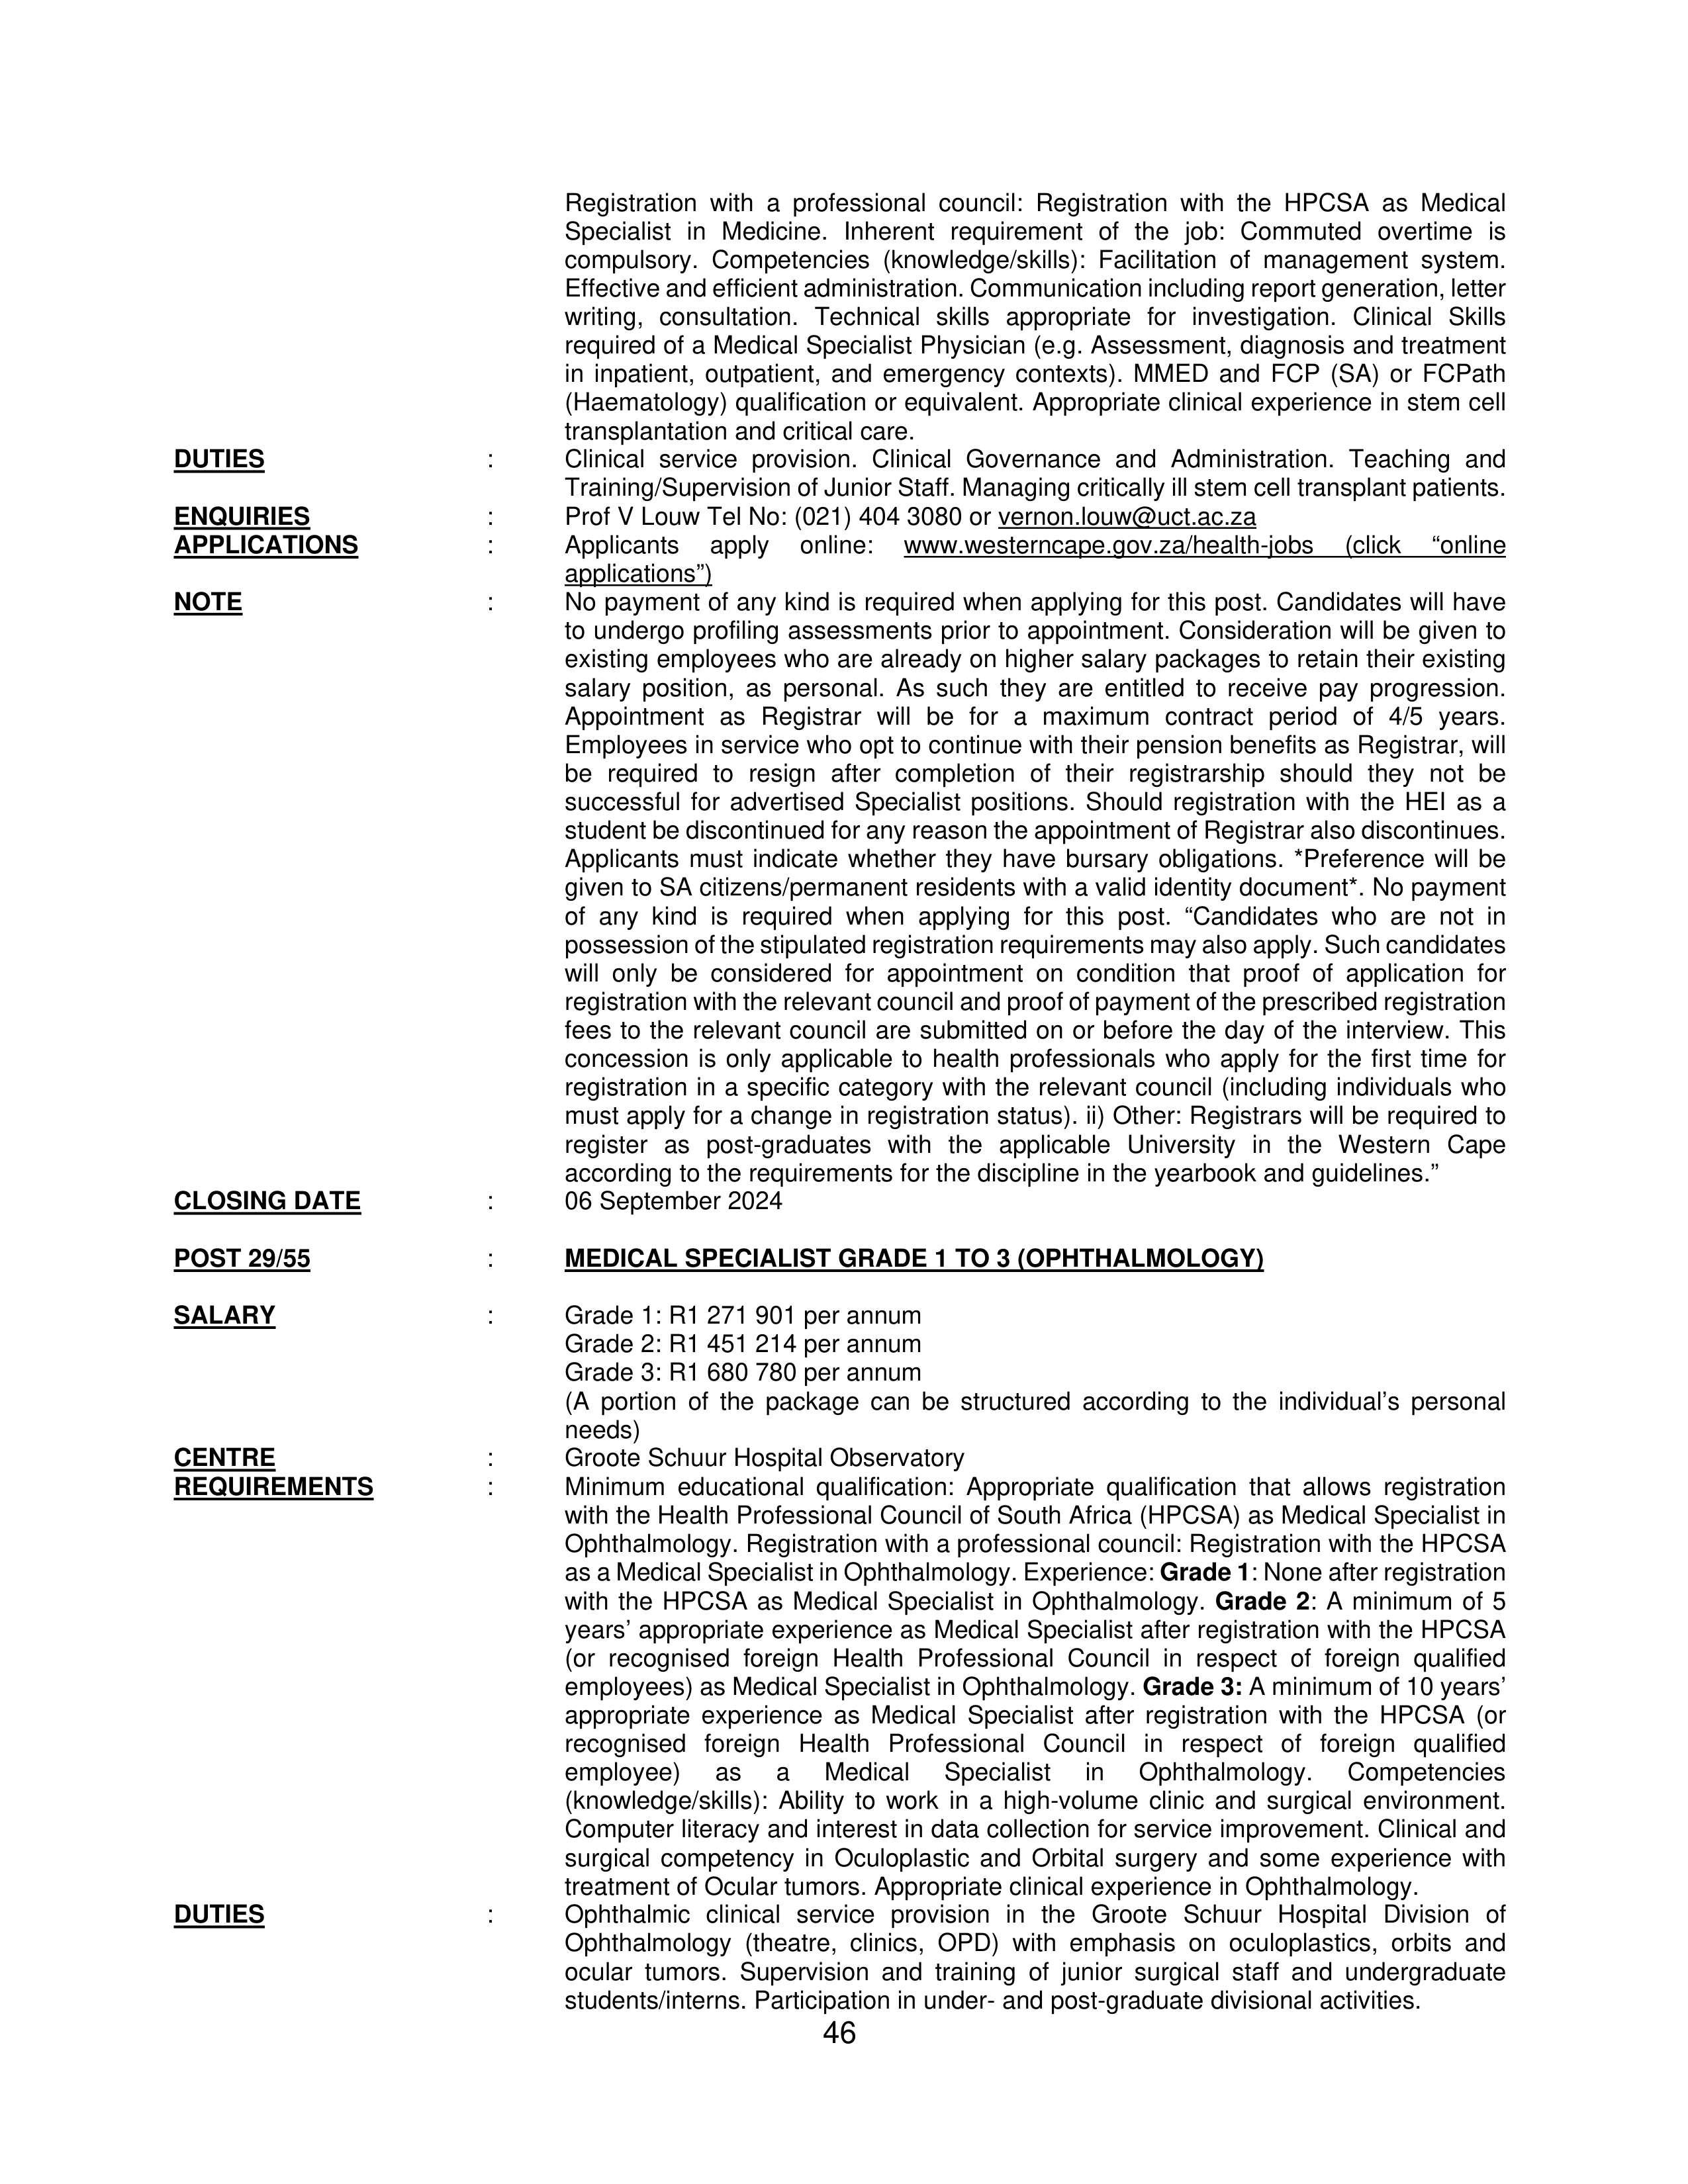 Registration with a professional council: Registration with the HPCSA as Medical
Specialist in Medicine. Inherent requirement of the job: Commuted overtime is
compulsory. Competencies (knowledge/skills): Facilitation of management system.
Effective and efficient administration. Communication including report generation, letter
writing, consultation. Technical skills appropriate for investigation. Clinical Skills
required of a Medical Specialist Physician (e.g. Assessment, diagnosis and treatment
in inpatient, outpatient, and emergency contexts). MMED and FCP (SA) or FCPath
(Haematology) qualification or equivalent. Appropriate clinical experience in stem cell
transplantation and critical care.
DUTIES : Clinical service provision. Clinical Governance and Administration. Teaching and
Training/Supervision of Junior Staff. Managing critically ill stem cell transplant patients.
ENQUIRIES : Prof V Louw Tel No: (021) 404 3080 or vernon.louw@uct.ac.za
APPLICATIONS : Applicants apply online: www.westerncape.gov.za/health-jobs (click “online
applications”)
NOTE : No payment of any kind is required when applying for this post. Candidates will have
to undergo profiling assessments prior to appointment. Consideration will be given to
existing employees who are already on higher salary packages to retain their existing
salary position, as personal. As such they are entitled to receive pay progression.
Appointment as Registrar will be for a maximum contract period of 4/5 years.
Employees in service who opt to continue with their pension benefits as Registrar, will
be required to resign after completion of their registrarship should they not be
successful for advertised Specialist positions. Should registration with the HEI as a
student be discontinued for any reason the appointment of Registrar also discontinues.
Applicants must indicate whether they have bursary obligations. *Preference will be
given to SA citizens/permanent residents with a valid identity document*. No payment
of any kind is required when applying for this post. “Candidates who are not in
possession of the stipulated registration requirements may also apply. Such candidates
will only be considered for appointment on condition that proof of application for
registration with the relevant council and proof of payment of the prescribed registration
fees to the relevant council are submitted on or before the day of the interview. This
concession is only applicable to health professionals who apply for the first time for
registration in a specific category with the relevant council (including individuals who
must apply for a change in registration status). ii) Other: Registrars will be required to
register as post-graduates with the applicable University in the Western Cape
according to the requirements for the discipline in the yearbook and guidelines.”
CLOSING DATE : 06 September 2024
POST 29/55 : MEDICAL SPECIALIST GRADE 1 TO 3 (OPHTHALMOLOGY)
SALARY : Grade 1: R1 271 901 per annum
Grade 2: R1 451 214 per annum
Grade 3: R1 680 780 per annum
(A portion of the package can be structured according to the individual’s personal
needs)
CENTRE : Groote Schuur Hospital Observatory
REQUIREMENTS : Minimum educational qualification: Appropriate qualification that allows registration
with the Health Professional Council of South Africa (HPCSA) as Medical Specialist in
Ophthalmology. Registration with a professional council: Registration with the HPCSA
as a Medical Specialist in Ophthalmology. Experience: Grade 1: None after registration
with the HPCSA as Medical Specialist in Ophthalmology. Grade 2: A minimum of 5
years’ appropriate experience as Medical Specialist after registration with the HPCSA
(or recognised foreign Health Professional Council in respect of foreign qualified
employees) as Medical Specialist in Ophthalmology. Grade 3: A minimum of 10 years’
appropriate experience as Medical Specialist after registration with the HPCSA (or
recognised foreign Health Professional Council in respect of foreign qualified
employee) as a Medical Specialist in Ophthalmology. Competencies
(knowledge/skills): Ability to work in a high-volume clinic and surgical environment.
Computer literacy and interest in data collection for service improvement. Clinical and
surgical competency in Oculoplastic and Orbital surgery and some experience with
treatment of Ocular tumors. Appropriate clinical experience in Ophthalmology.
DUTIES : Ophthalmic clinical service provision in the Groote Schuur Hospital Division of
Ophthalmology (theatre, clinics, OPD) with emphasis on oculoplastics, orbits and
ocular tumors. Supervision and training of junior surgical staff and undergraduate
students/interns. Participation in under- and post-graduate divisional activities.
46